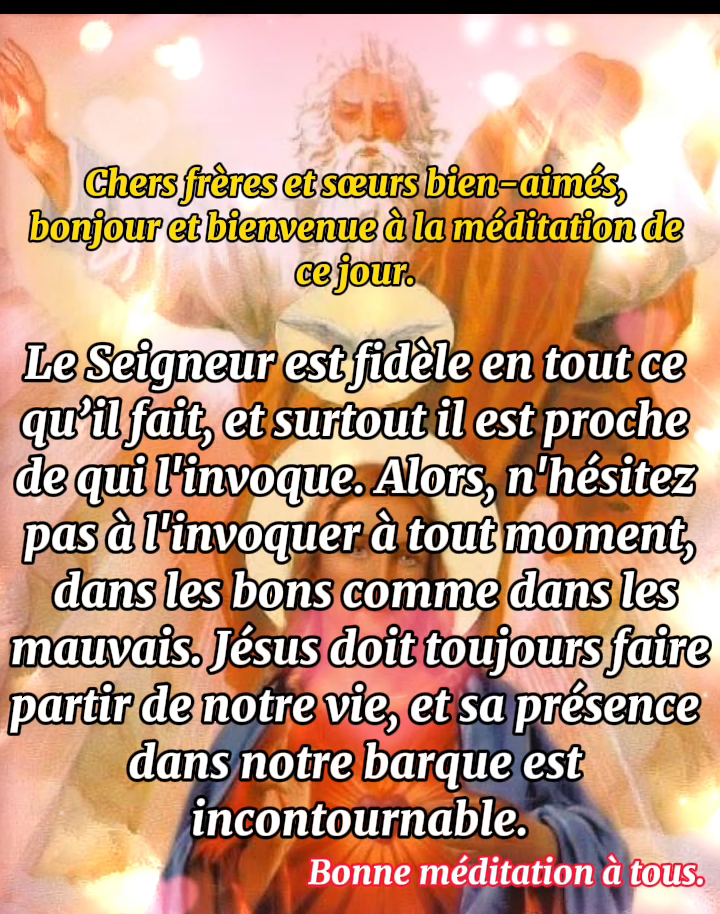 Chers frères et sœurs bien-aimés,
bonjour et bienvenue à la méditation de
ce jour.
Le Seigneur est fidèle en tout ce
qu’il fait, et surtout il est proche
de qui l'invoque. Alors, n'hésitez
pas à l'invoquer à tout moment,
dans les bons comme dans les
mauvais. Jésus doit toujours faire
partir de notre vie, et sa présence
dans notre barque est
incontournable.
Bonne méditation à tous.